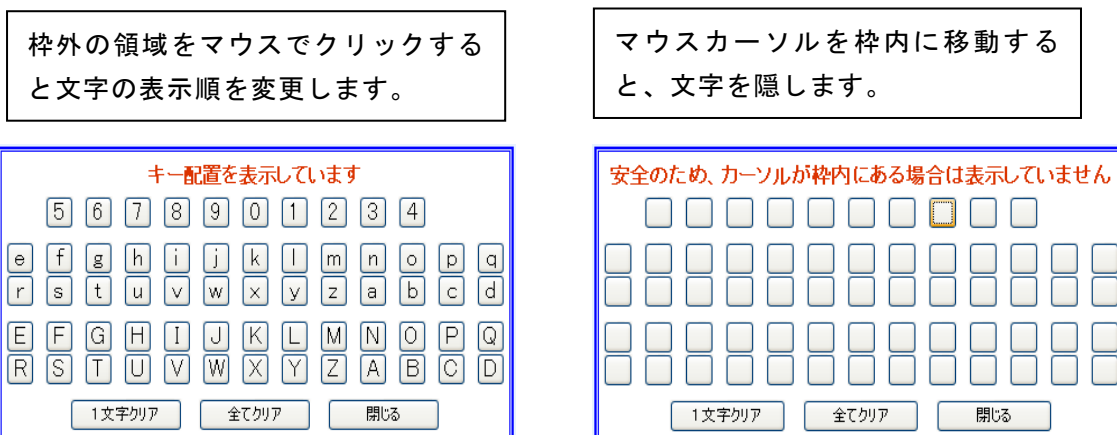 枠外の領域をマウスでクリックする
と文字の表示順を変更します。
キー配置を表示しています
5 6 7 8 9 0 1 2 3 4
e f g h i j k l m n o p q
r s t u v w x y z a b c d
E F G H I J K L M N O P Q
R S T U V W X Y Z A B C D
1文字クリア 全てクリア 閉じる
マウスカーソルを枠内に移動する
と、文字を隠します。
安全のため、カーソルが枠内にある場合は表示していません
1文字クリア 全てクリア 閉じる